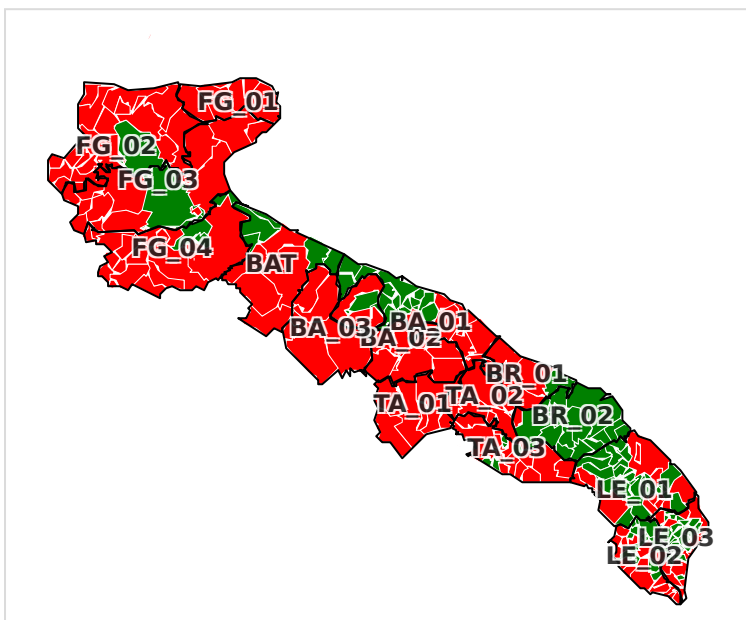 FG_01
FG_02
FG_03
FG_04
BAT
BA_01
BA_03
BA_02
BR_01
TA_02
TA_01
BR_02
TA_03
LE_01
LE_03
LE_02